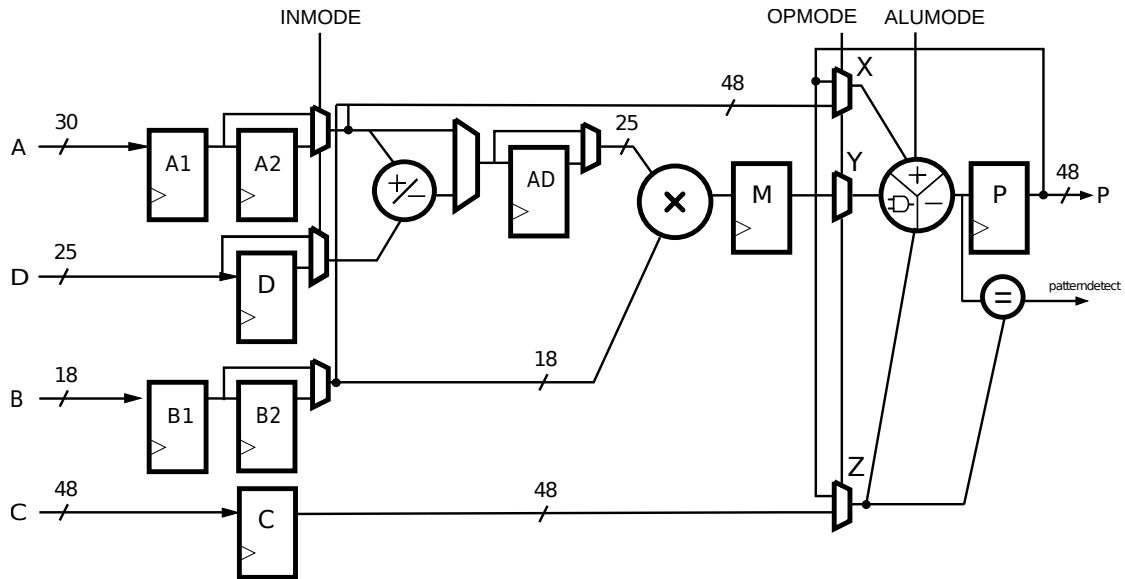 INMODE
OPMODE
ALUMODE
X
48
30
A
A1
A2
25
AD
M
Y
+
−
×
+
−
P
48
P
D
25
D
=
patterndetect
B
18
B1
B2
18
Z
C
48
C
48